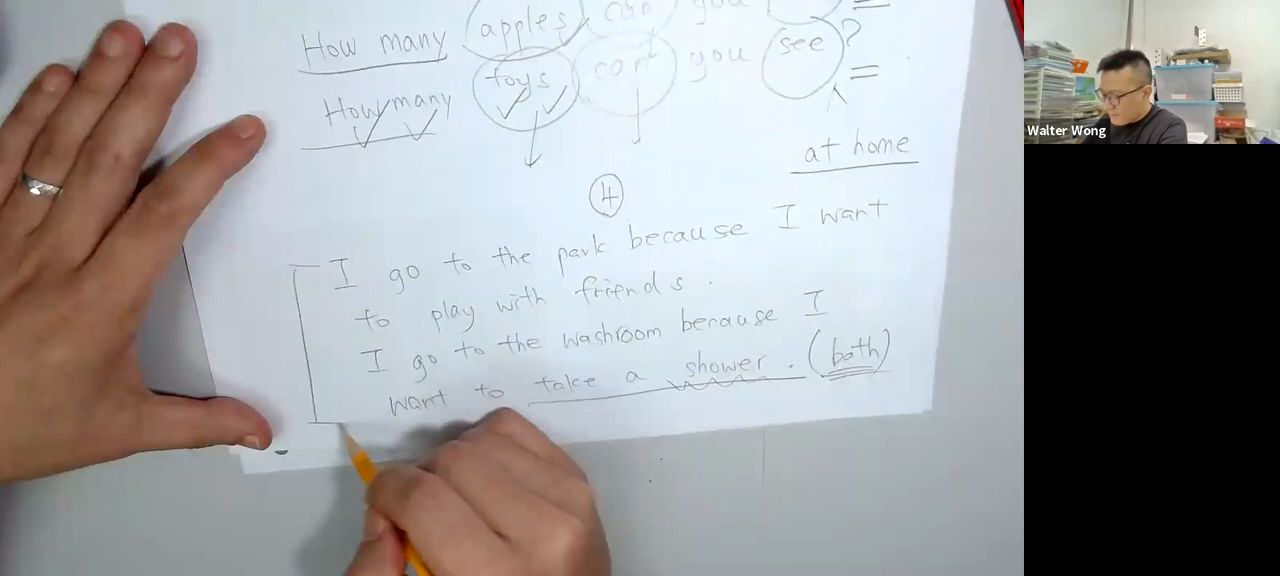 How many apples can you =
How many toys can you see ? =
at home
4
I go to the park because I want
to play with friends.
I go to the washroom because I
want to take a shower. (bath)
Walter Wong